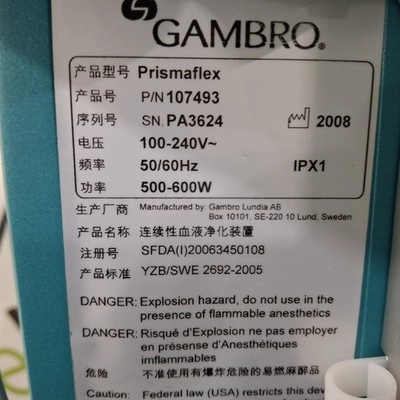 GAMBRO®
产品型号 Prismaflex
产品号 P/N 107493
序列号 SN. PA3624 2008
电压 100-240V~
频率 50/60Hz IPX1
功率 500-600W
生产厂商 Manufactured by: Gambro Lundia AB
Box 10101, SE-220 10 Lund, Sweden
产品名称 连续性血液净化装置
注册号 SFDA(I)20063450108
产品标准 YZB/SWE 2692-2005
DANGER: Explosion hazard, do not use in the
presence of flammable anesthetics
DANGER: Risqué d'Explosion ne pas employer
en présense d'Anesthétiques
imflammables
危险 不准使用有爆炸危险的易燃麻醉品
CAUTION: Federal law (USA) restricts this dev